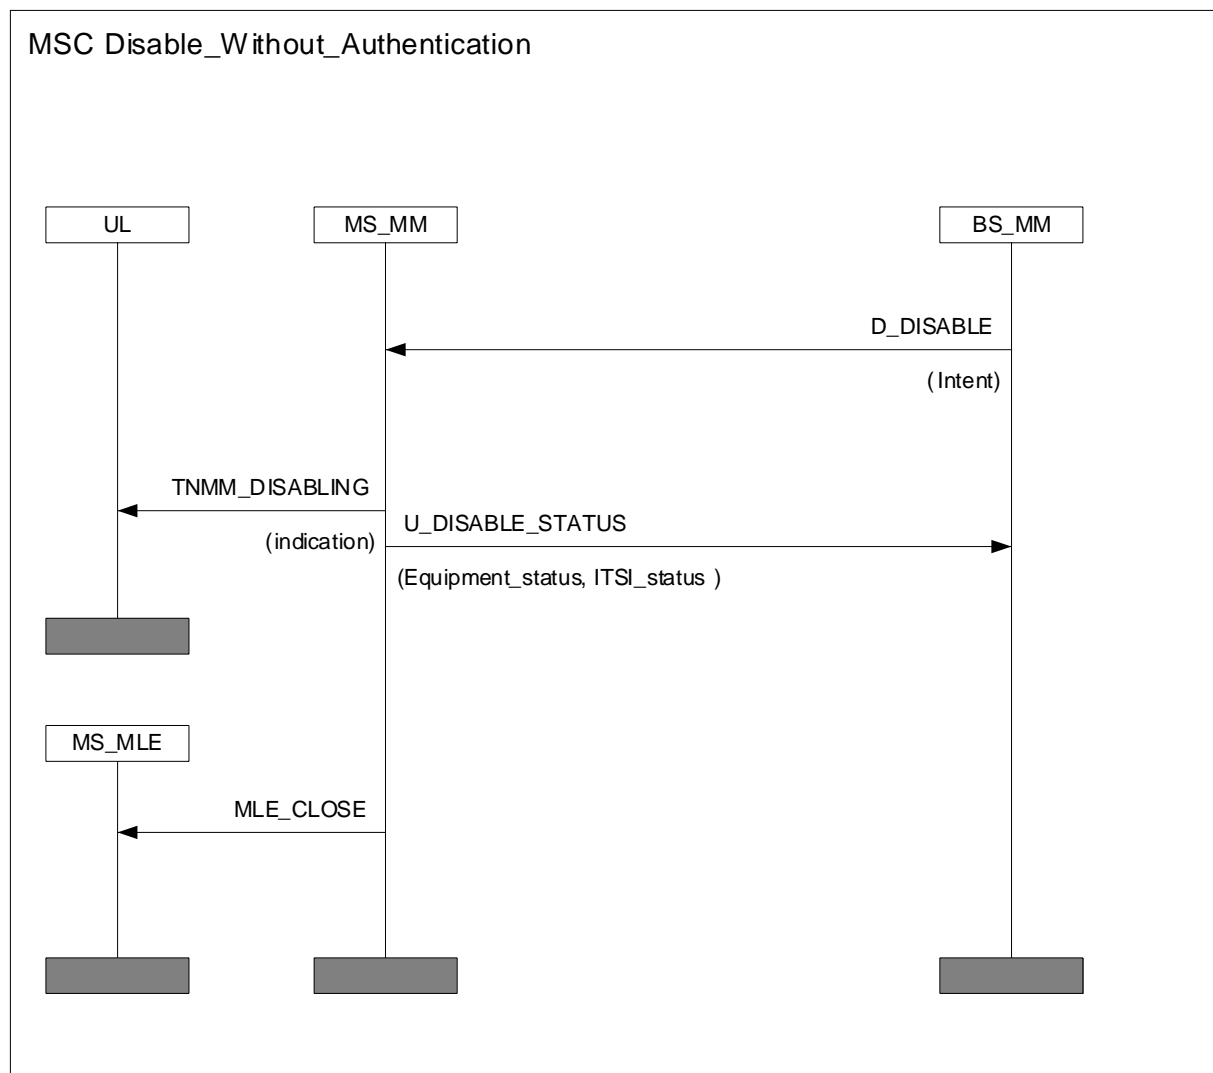 MSC Disable_Without_Authentication
UL
MS_MM
BS_MM
D_DISABLE
(Intent)
TNMM_DISABLING
(indication)
U_DISABLE_STATUS
(Equipment_status, ITSI_status )
MS_MLE
MLE_CLOSE